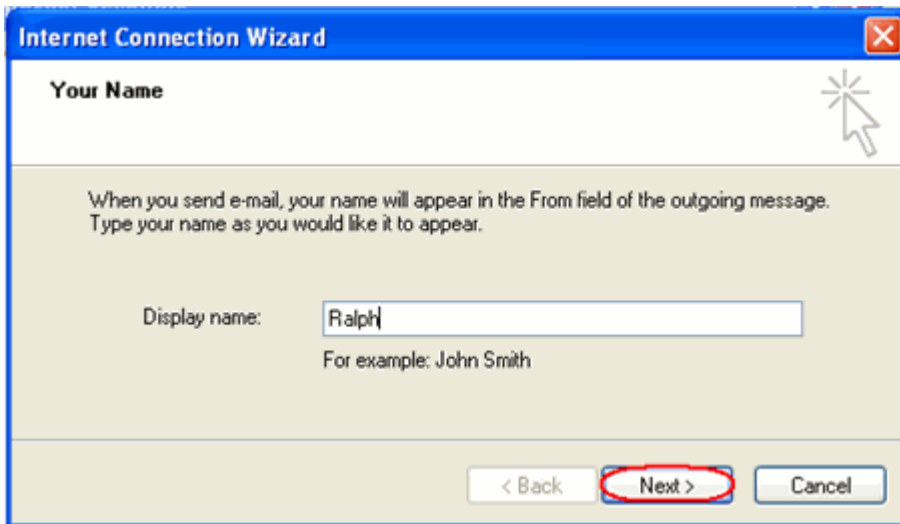 Internet Connection Wizard
Your Name
When you send e-mail, your name will appear in the From field of the outgoing message.
Type your name as you would like it to appear.
Display name: Ralph
For example: John Smith
< Back Next > Cancel